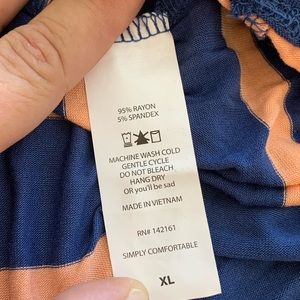 95% RAYON
5% SPANDEX
MACHINE WASH COLD
GENTLE CYCLE
DO NOT BLEACH
HANG DRY
OR you'll be sad
MADE IN VIETNAM
RN# 142161
SIMPLY COMFORTABLE
XL